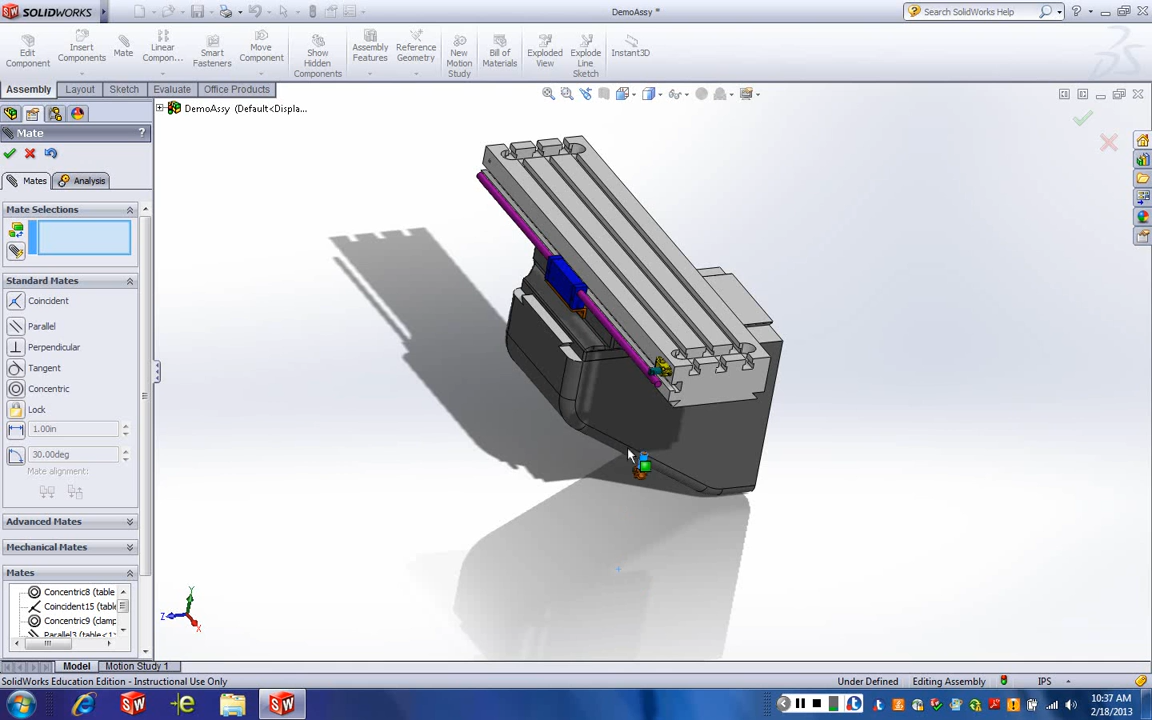 SOLIDWORKS
DemoAssy *
Search SolidWorks Help
Edit Component
Insert Components
Mate
Linear Compon...
Smart Fasteners
Move Component
Show Hidden Components
Assembly Features
Reference Geometry
New Motion Study
Bill of Materials
Exploded View
Explode Line Sketch
Instant3D
Assembly
Layout
Sketch
Evaluate
Office Products
DemoAssy (Default<Displa...
Mate
?
Mates
Analysis
Mate Selections
Standard Mates
Coincident
Parallel
Perpendicular
Tangent
Concentric
Lock
1.00in
30.00deg
Mate alignment:
Advanced Mates
Mechanical Mates
Mates
Concentric8 (table
Coincident15 (table
Concentric9 (clamp
Parallel3 (table<1>
Y
Z
X
Model
Motion Study 1
SolidWorks Education Edition - Instructional Use Only
Under Defined
Editing Assembly
IPS
10:37 AM
2/18/2013